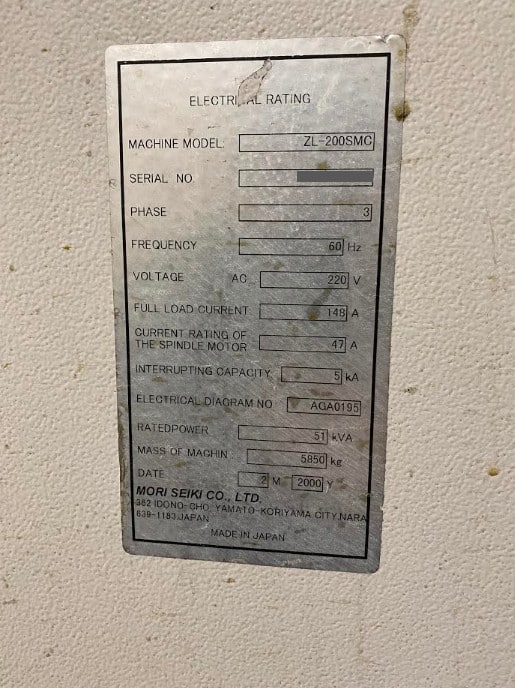 ELECTRICAL RATING
MACHINE MODEL: ZL-200SMC
SERIAL NO.
PHASE 3
FREQUENCY 60 Hz
VOLTAGE AC 220 V
FULL LOAD CURRENT 148 A
CURRENT RATING OF
THE SPINDLE MOTOR 47 A
INTERRUPTING CAPACITY 5 kA
ELECTRICAL DIAGRAM NO AGA0195
RATEDPOWER 51 kVA
MASS OF MACHIN 5850 kg
DATE 2 M 2000 Y
MORI SEIKI CO., LTD.
362 IDONO-CHO, YAMATO-KORIYAMA CITY,NARA
639-1183,JAPAN
MADE IN JAPAN